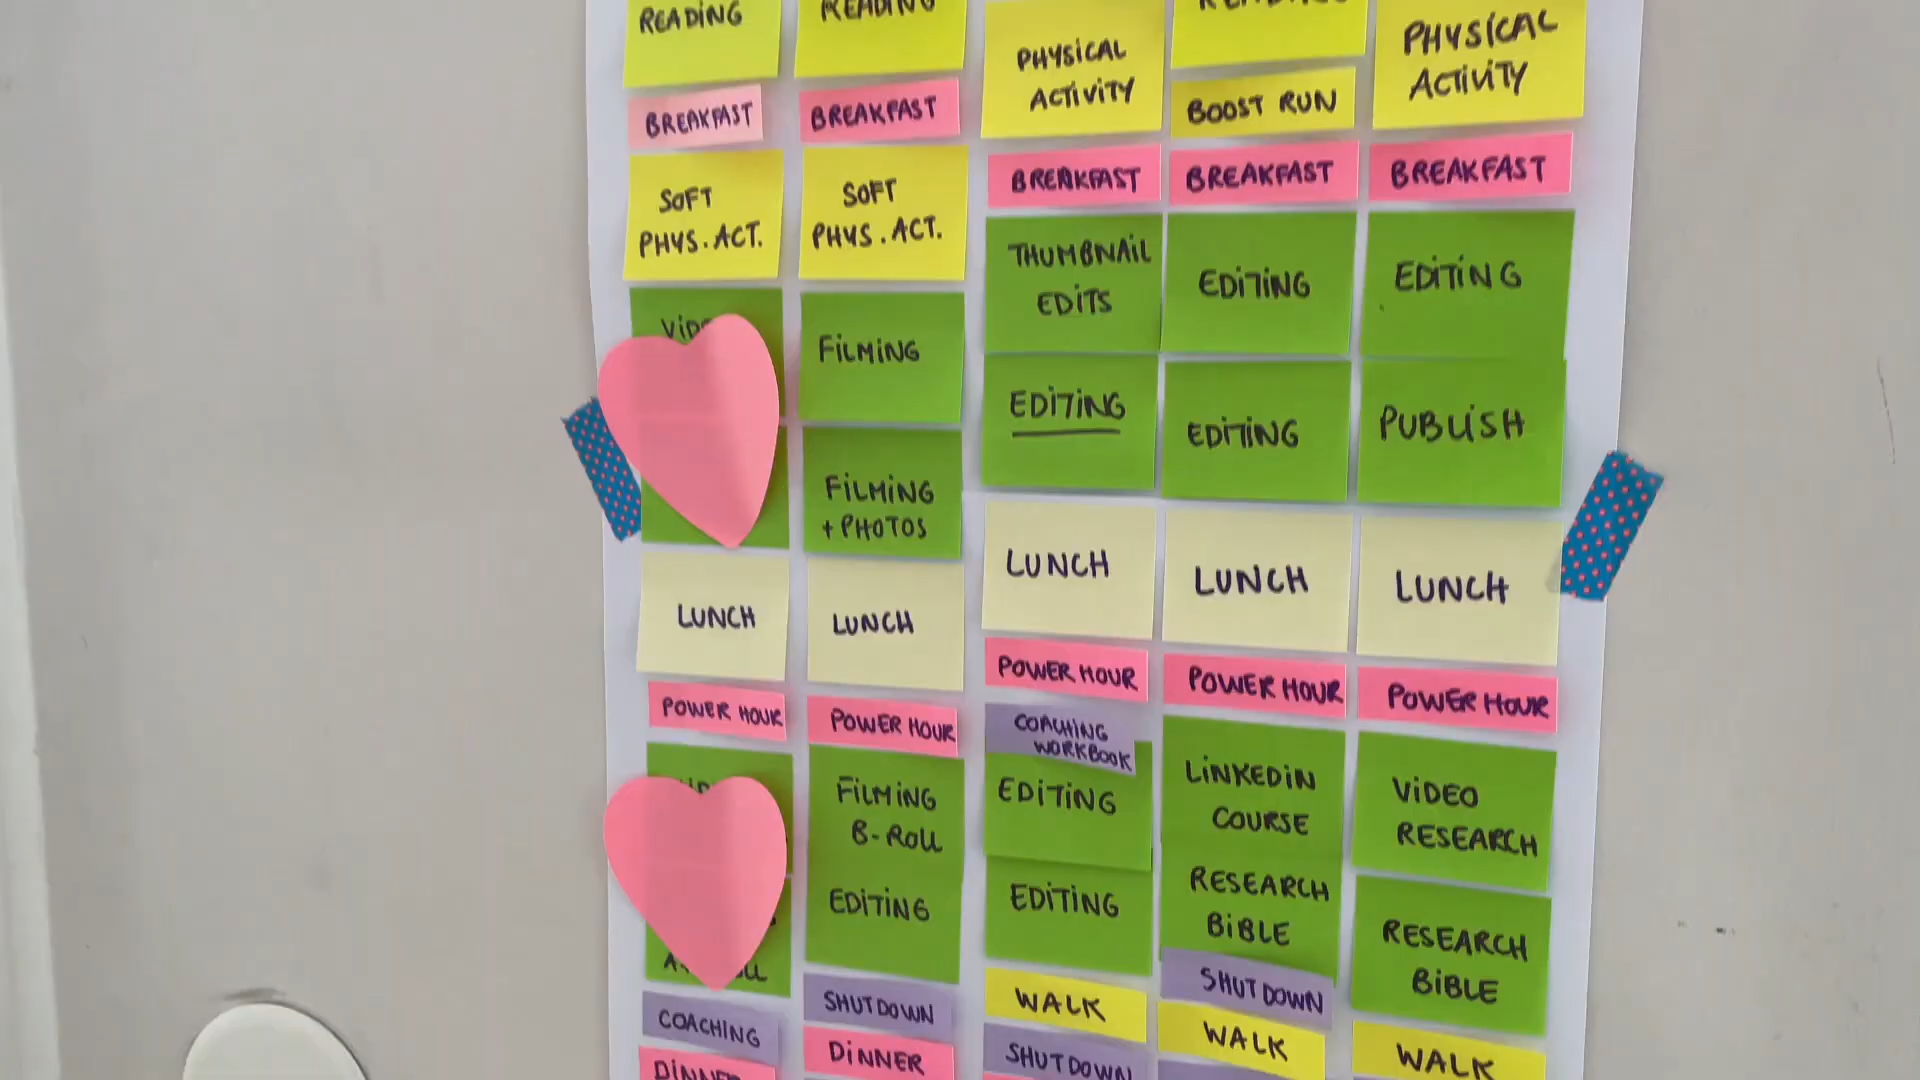 READING
BREAKFAST
SOFT
PHYS. ACT.
LUNCH
POWER HOUR
COACHING
DINNER
READING
BREAKFAST
SOFT
PHYS. ACT.
FILMING
FILMING
+ PHOTOS
LUNCH
POWER HOUR
FILMING
B-ROLL
EDITING
SHUTDOWN
DINNER
PHYSICAL
ACTIVITY
BREAKFAST
THUMBNAIL
EDITS
EDITING
LUNCH
POWER HOUR
COACHING
WORKBOOK
EDITING
EDITING
WALK
SHUTDOWN
READING
BOOST RUN
BREAKFAST
EDITING
EDITING
LUNCH
POWER HOUR
LINKEDIN
COURSE
RESEARCH
BIBLE
SHUTDOWN
WALK
PHYSICAL
ACTIVITY
BREAKFAST
EDITING
PUBLISH
LUNCH
POWER HOUR
VIDEO
RESEARCH
RESEARCH
BIBLE
WALK